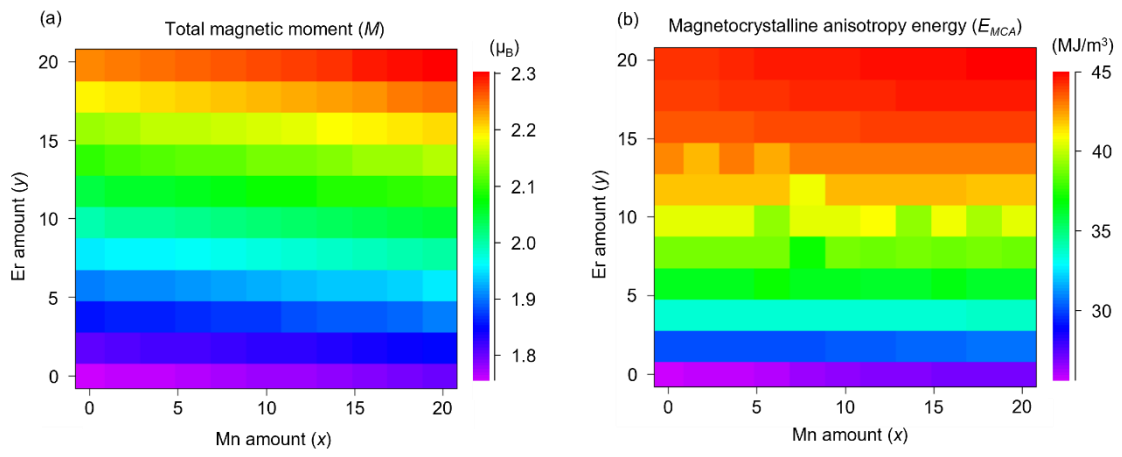 (a)
Total magnetic moment (M)
(μB)
20
15
10
5
0
Er amount (y)
0 5 10 15 20
Mn amount (x)
2.3
2.2
2.1
2.0
1.9
1.8
(b)
Magnetocrystalline anisotropy energy (EMCA)
(MJ/m³)
20
15
10
5
0
Er amount (y)
0 5 10 15 20
Mn amount (x)
45
40
35
30